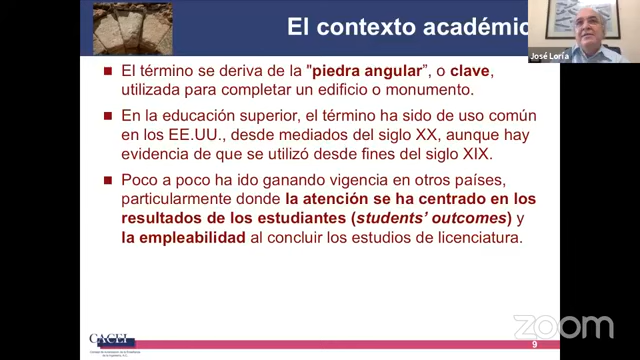 El contexto académic
José Loría
El término se deriva de la "piedra angular”, o clave,
utilizada para completar un edificio o monumento.
En la educación superior, el término ha sido de uso común
en los EE.UU., desde mediados del siglo XX, aunque hay
evidencia de que se utilizó desde fines del siglo XIX.
Poco a poco ha ido ganando vigencia en otros países,
particularmente donde la atención se ha centrado en los
resultados de los estudiantes (students’ outcomes) y
la empleabilidad al concluir los estudios de licenciatura.
CACEI
zoom
9